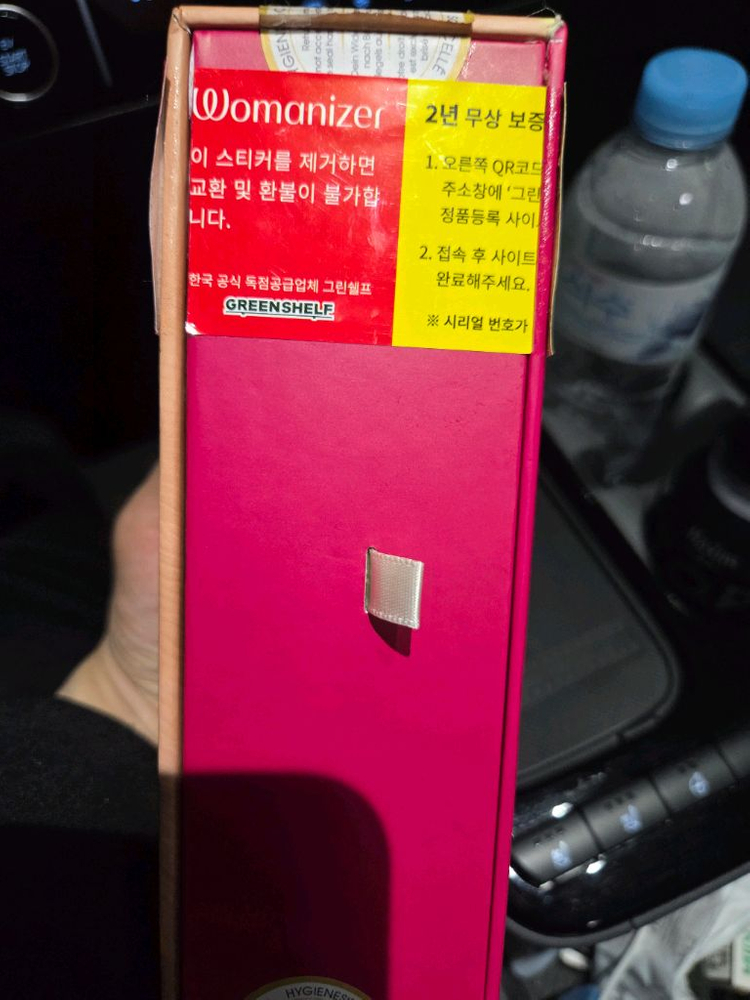 Womanizer
이 스티커를 제거하면
교환 및 환불이 불가합
니다.
한국 공식 독점공급업체 그린쉘프
GREENSHELF
2년 무상 보증
1. 오른쪽 QR코드
주소창에 '그린
정품등록 사이
2. 접속 후 사이트
완료해주세요.
※ 시리얼 번호가
HYGIENES